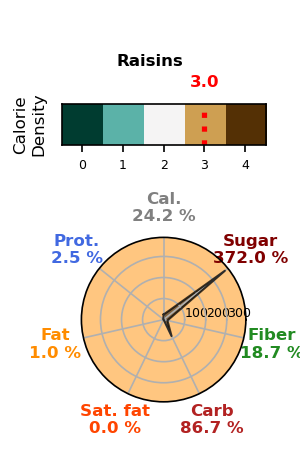 Raisins
3.0
Calorie
Density
0 1 2 3 4
Cal.
24.2 %
Prot.
2.5 %
Sugar
372.0 %
100 200 300
Fat
1.0 %
Fiber
18.7 %
Sat. fat
0.0 %
Carb
86.7 %